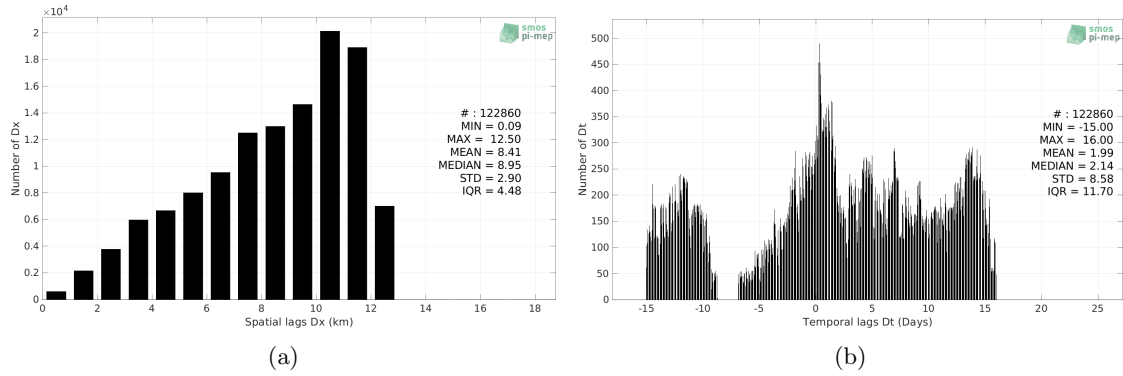 ×10⁴
2
1.8
1.6
1.4
1.2
1
0.8
0.6
0.4
0.2
0
Number of Dx
0 2 4 6 8 10 12 14 16 18
Spatial lags Dx (km)
smos
pi-mep
# : 122860
MIN = 0.09
MAX = 12.50
MEAN = 8.41
MEDIAN = 8.95
STD = 2.90
IQR = 4.48
(a)
500
450
400
350
300
250
200
150
100
50
0
Number of Dt
-15 -10 -5 0 5 10 15 20 25
Temporal lags Dt (Days)
smos
pi-mep
# : 122860
MIN = -15.00
MAX = 16.00
MEAN = 1.99
MEDIAN = 2.14
STD = 8.58
IQR = 11.70
(b)